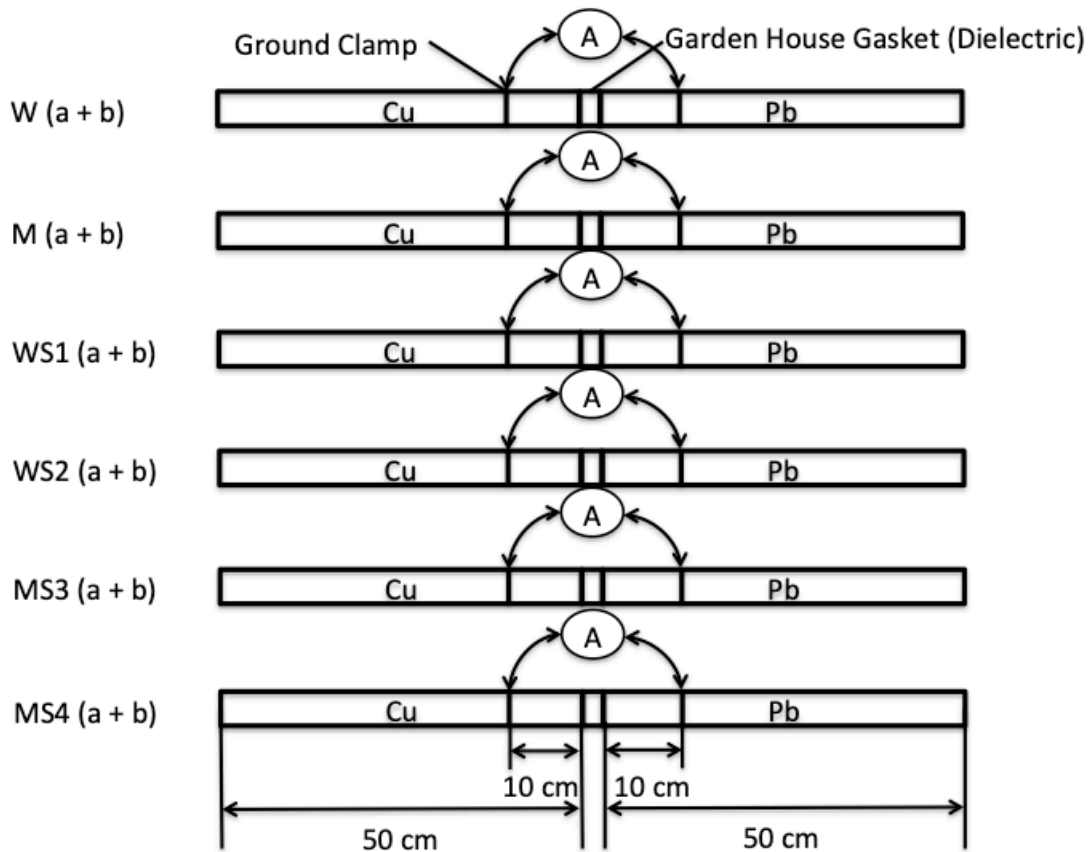 A
Ground Clamp
Garden House Gasket (Dielectric)
W (a + b)
Cu
Pb
A
M (a + b)
Cu
Pb
A
WS1 (a + b)
Cu
Pb
A
WS2 (a + b)
Cu
Pb
A
MS3 (a + b)
Cu
Pb
A
MS4 (a + b)
Cu
Pb
10 cm
10 cm
50 cm
50 cm